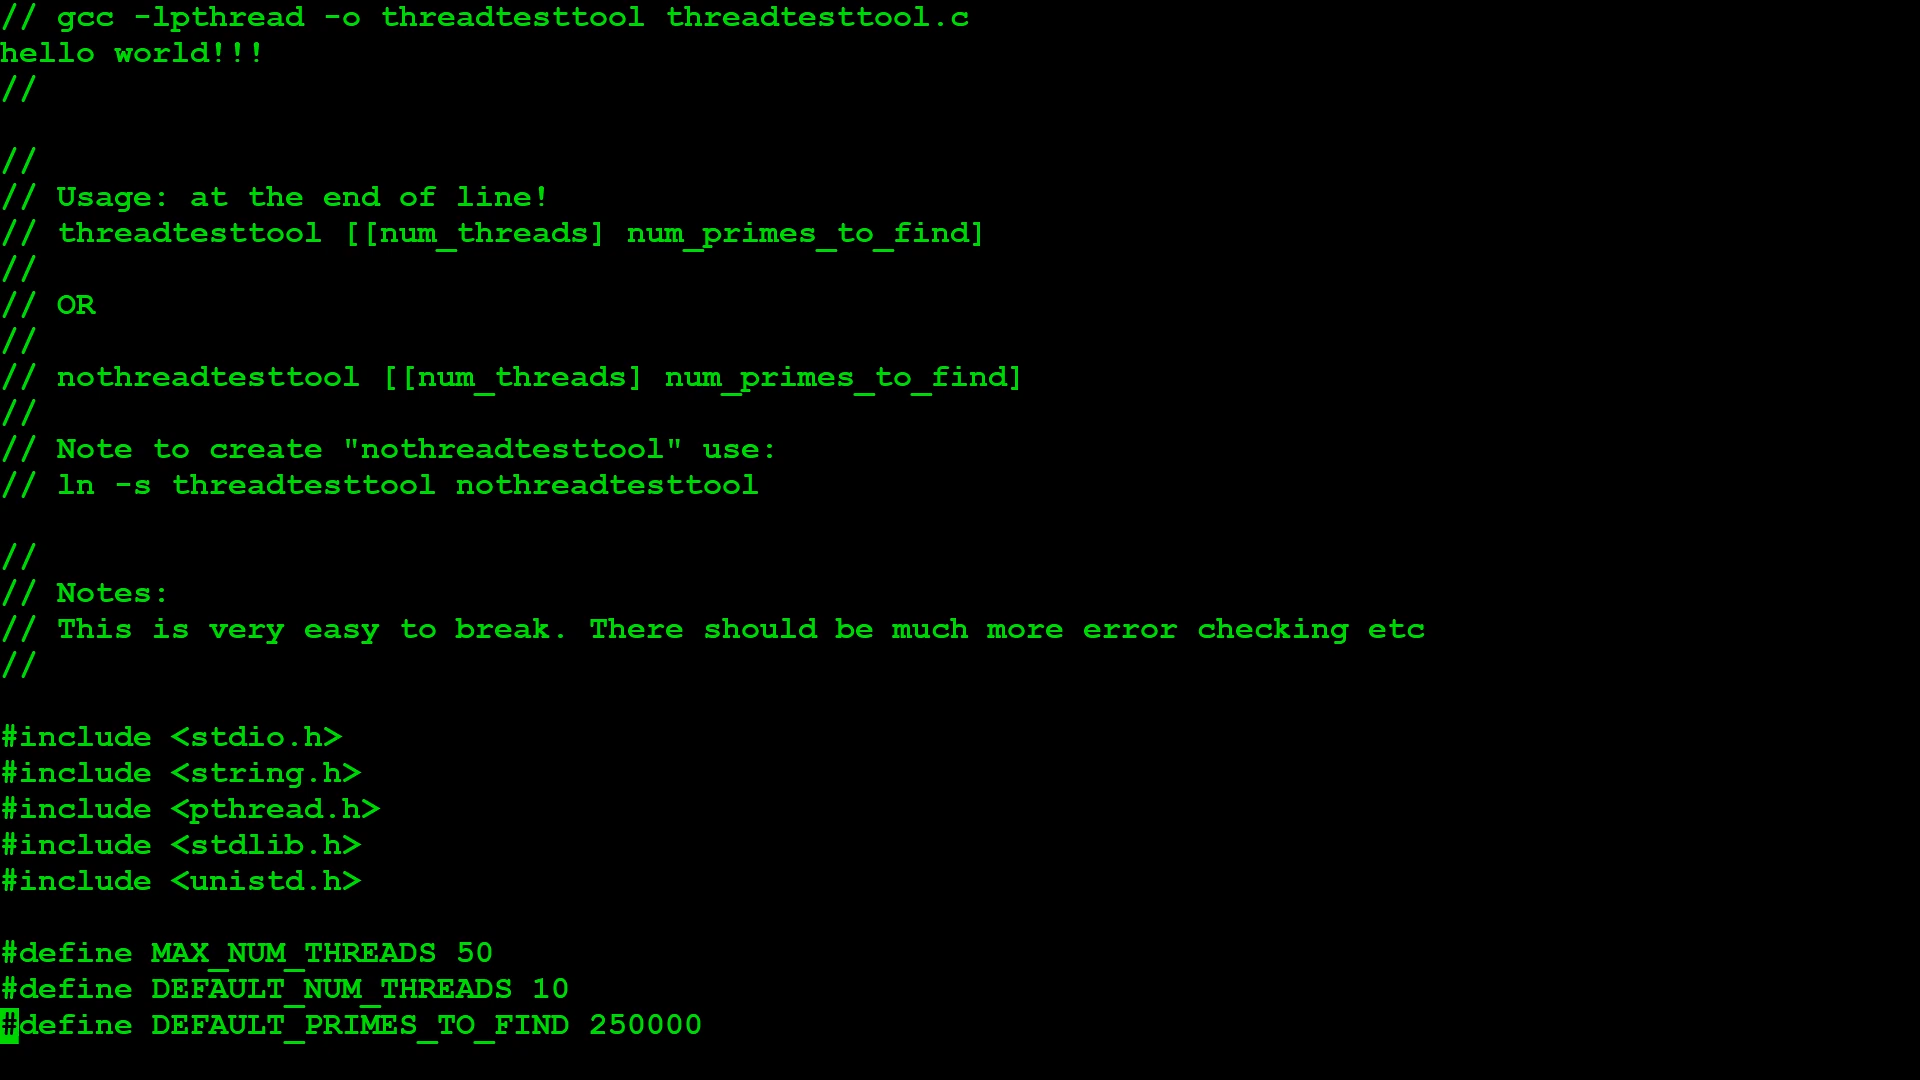 // gcc -lpthread -o threadtesttool threadtesttool.c
hello world!!!
//
//
// Usage: at the end of line!
// threadtesttool [[num_threads] num_primes_to_find]
//
// OR
//
// nothreadtesttool [[num_threads] num_primes_to_find]
//
// Note to create "nothreadtesttool" use:
// ln -s threadtesttool nothreadtesttool
//
// Notes:
// This is very easy to break. There should be much more error checking etc
//
#include <stdio.h>
#include <string.h>
#include <pthread.h>
#include <stdlib.h>
#include <unistd.h>
#define MAX_NUM_THREADS 50
#define DEFAULT_NUM_THREADS 10
#define DEFAULT_PRIMES_TO_FIND 250000